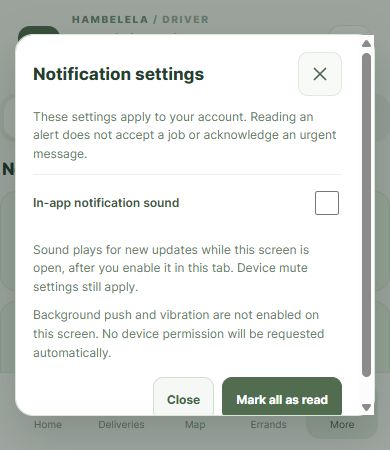 HAMBELELA / DRIVER
Notification settings
These settings apply to your account. Reading an
alert does not accept a job or acknowledge an urgent
message.
In-app notification sound
Sound plays for new updates while this screen is
open, after you enable it in this tab. Device mute
settings still apply.
Background push and vibration are not enabled on
this screen. No device permission will be requested
automatically.
Close
Mark all as read
Home
Deliveries
Map
Errands
More